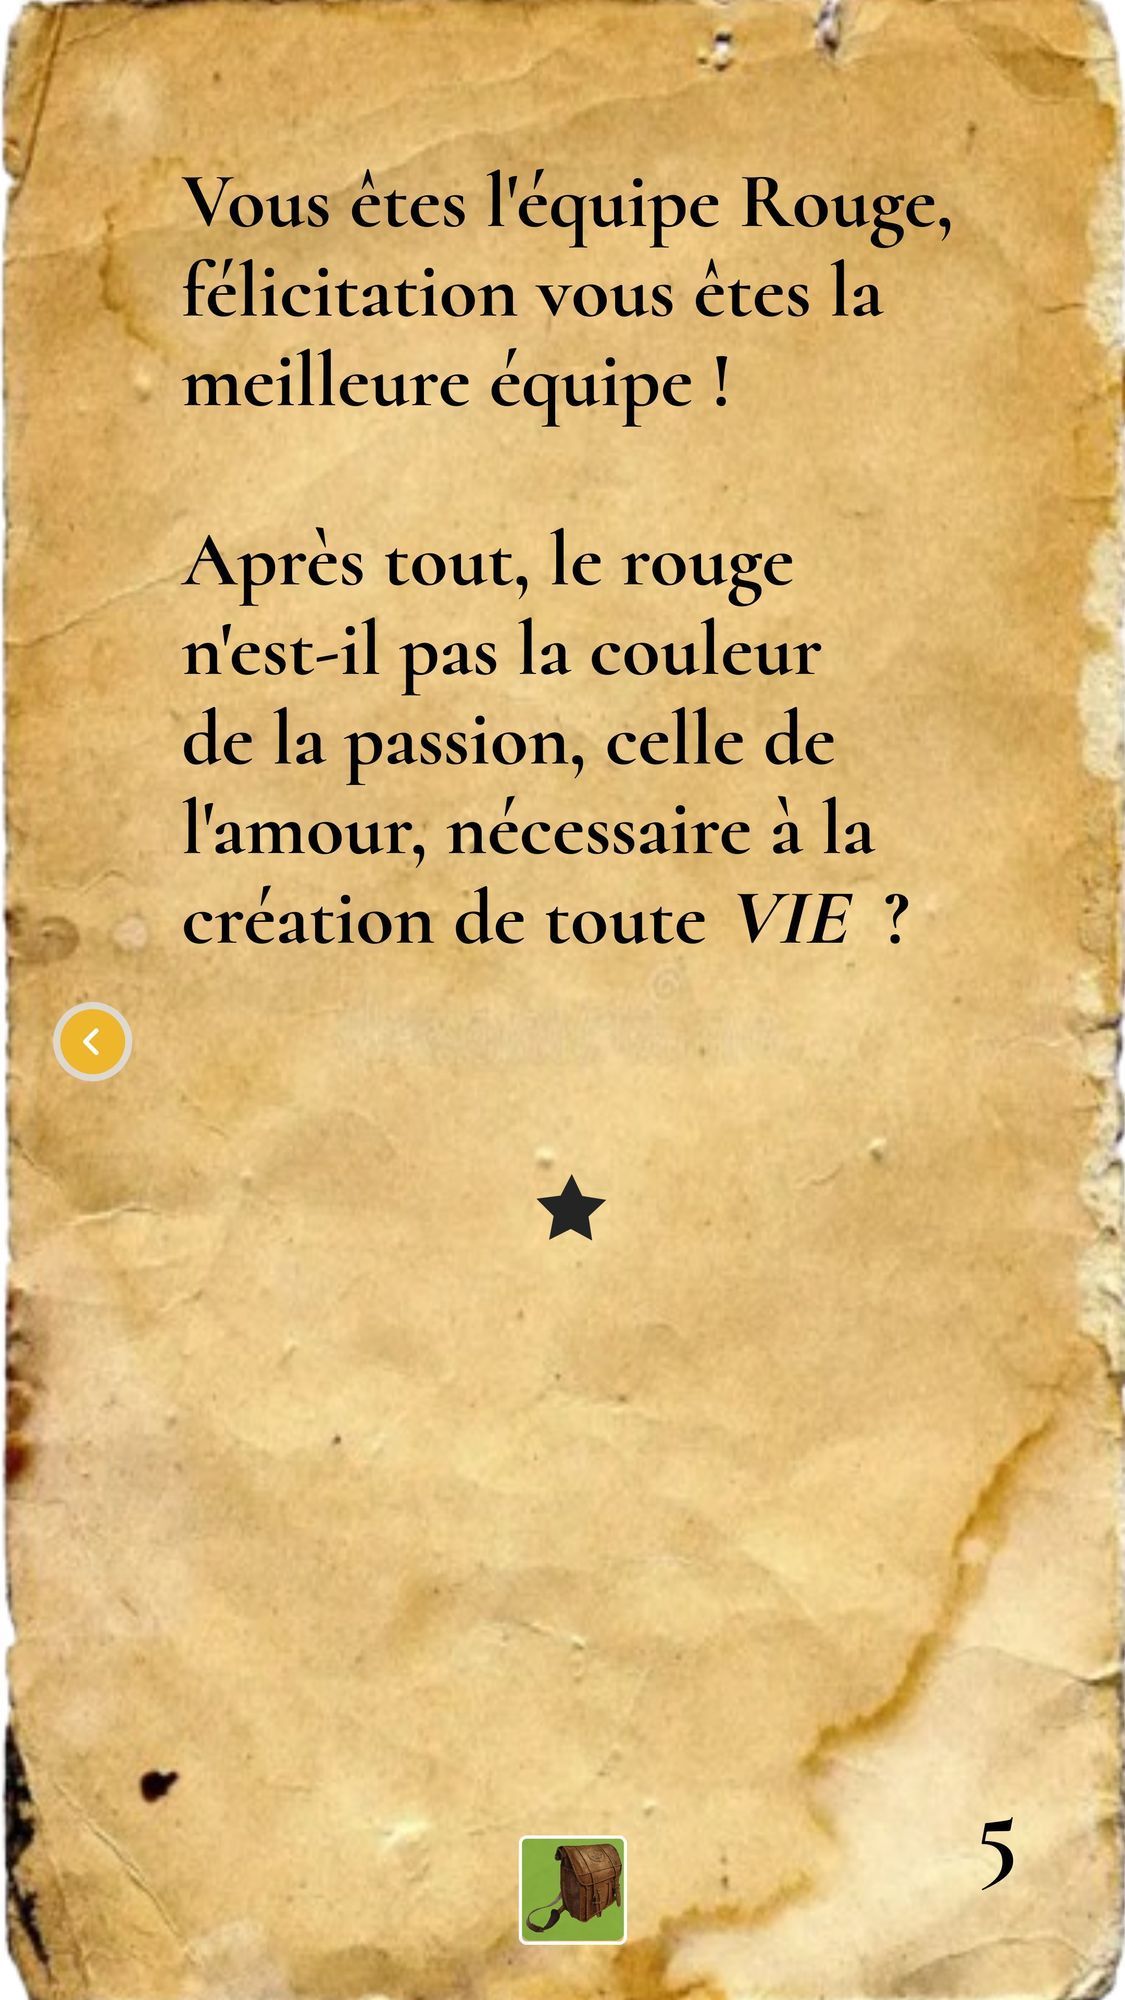 Vous êtes l'équipe Rouge,
félicitation vous êtes la
meilleure équipe !
Après tout, le rouge
n'est-il pas la couleur
de la passion, celle de
l'amour, nécessaire à la
création de toute VIE ?
5